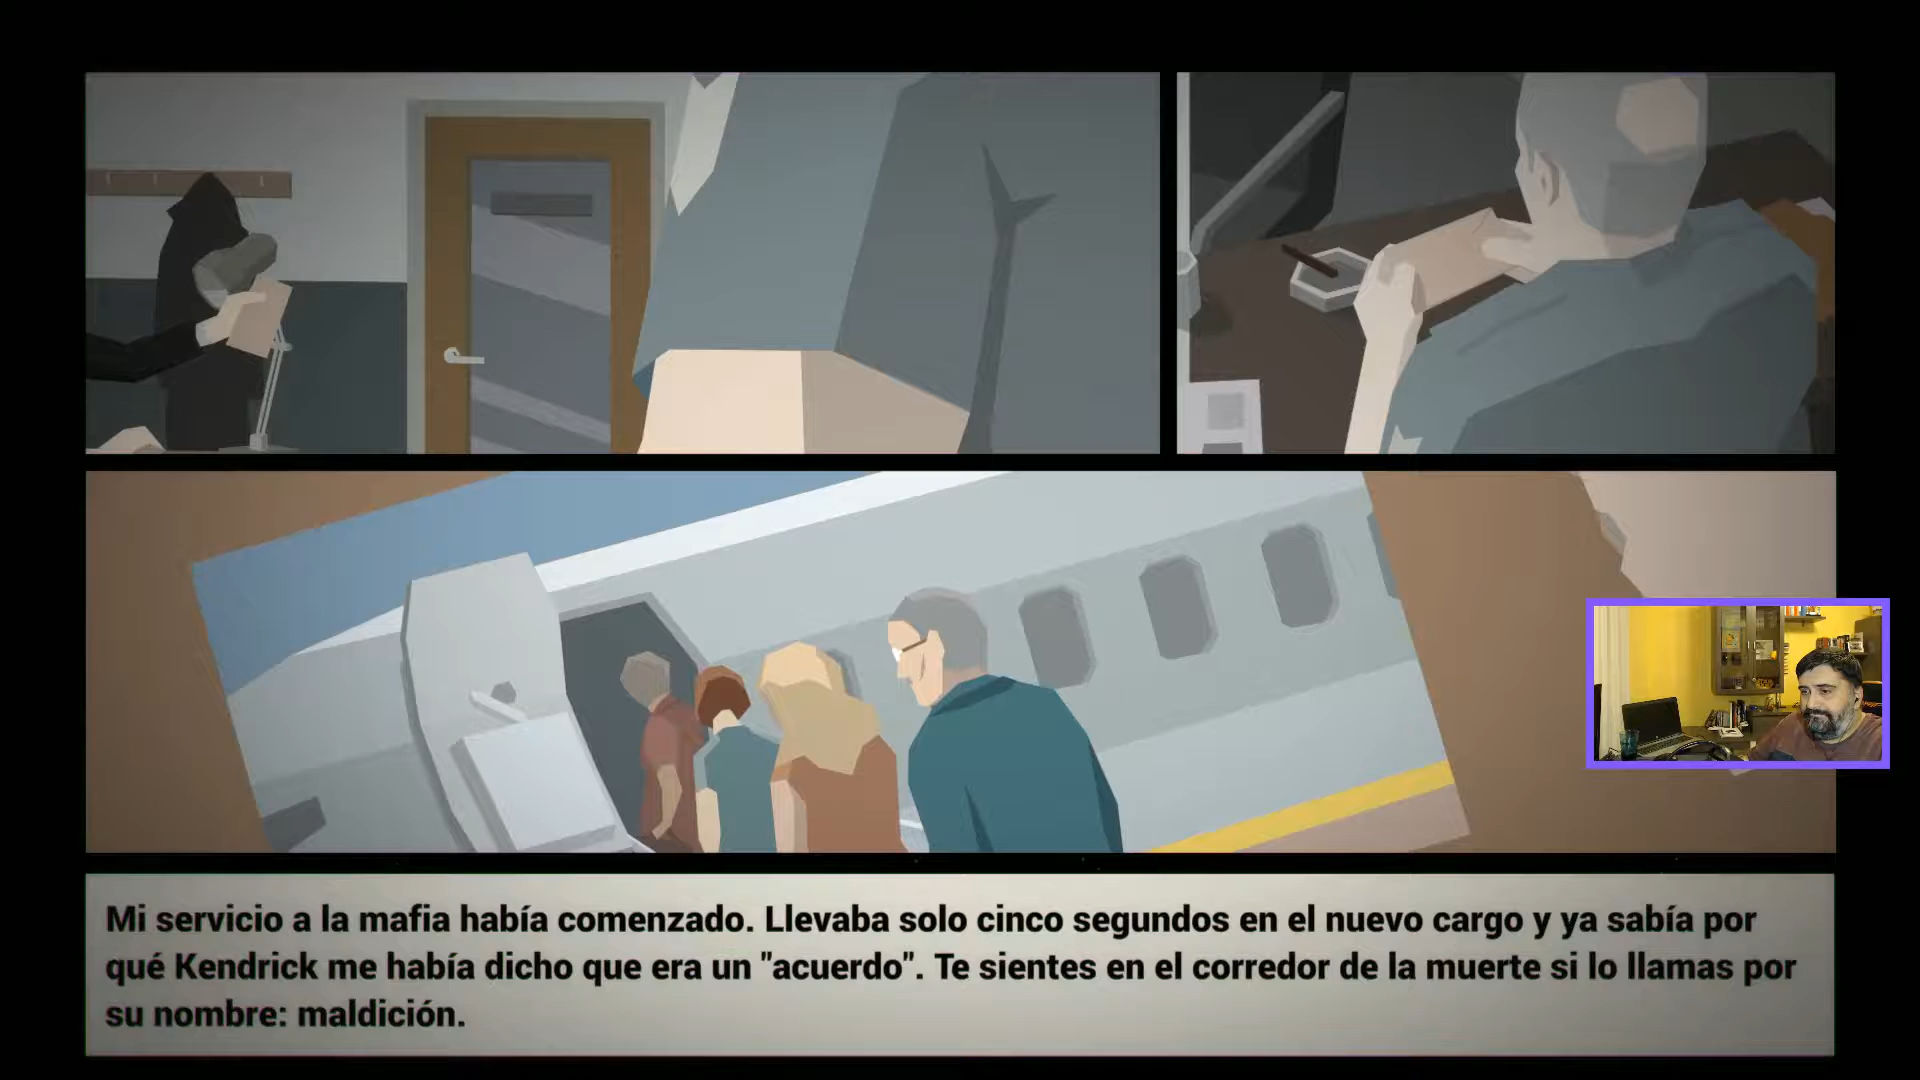 Mi servicio a la mafia había comenzado. Llevaba solo cinco segundos en el nuevo cargo y ya sabía por
qué Kendrick me había dicho que era un "acuerdo". Te sientes en el corredor de la muerte si lo llamas por
su nombre: maldición.